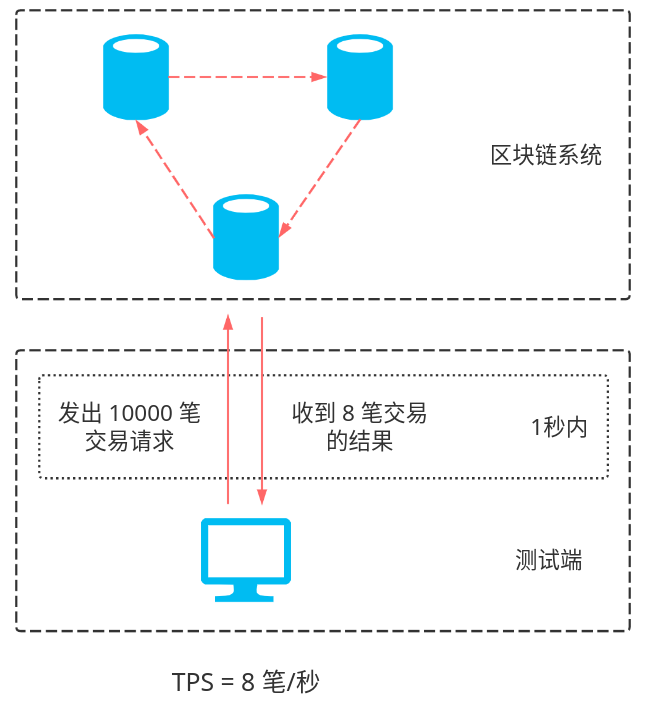 区块链系统
发出 10000 笔
交易请求
收到 8 笔交易
的结果
1秒内
测试端
TPS = 8 笔/秒